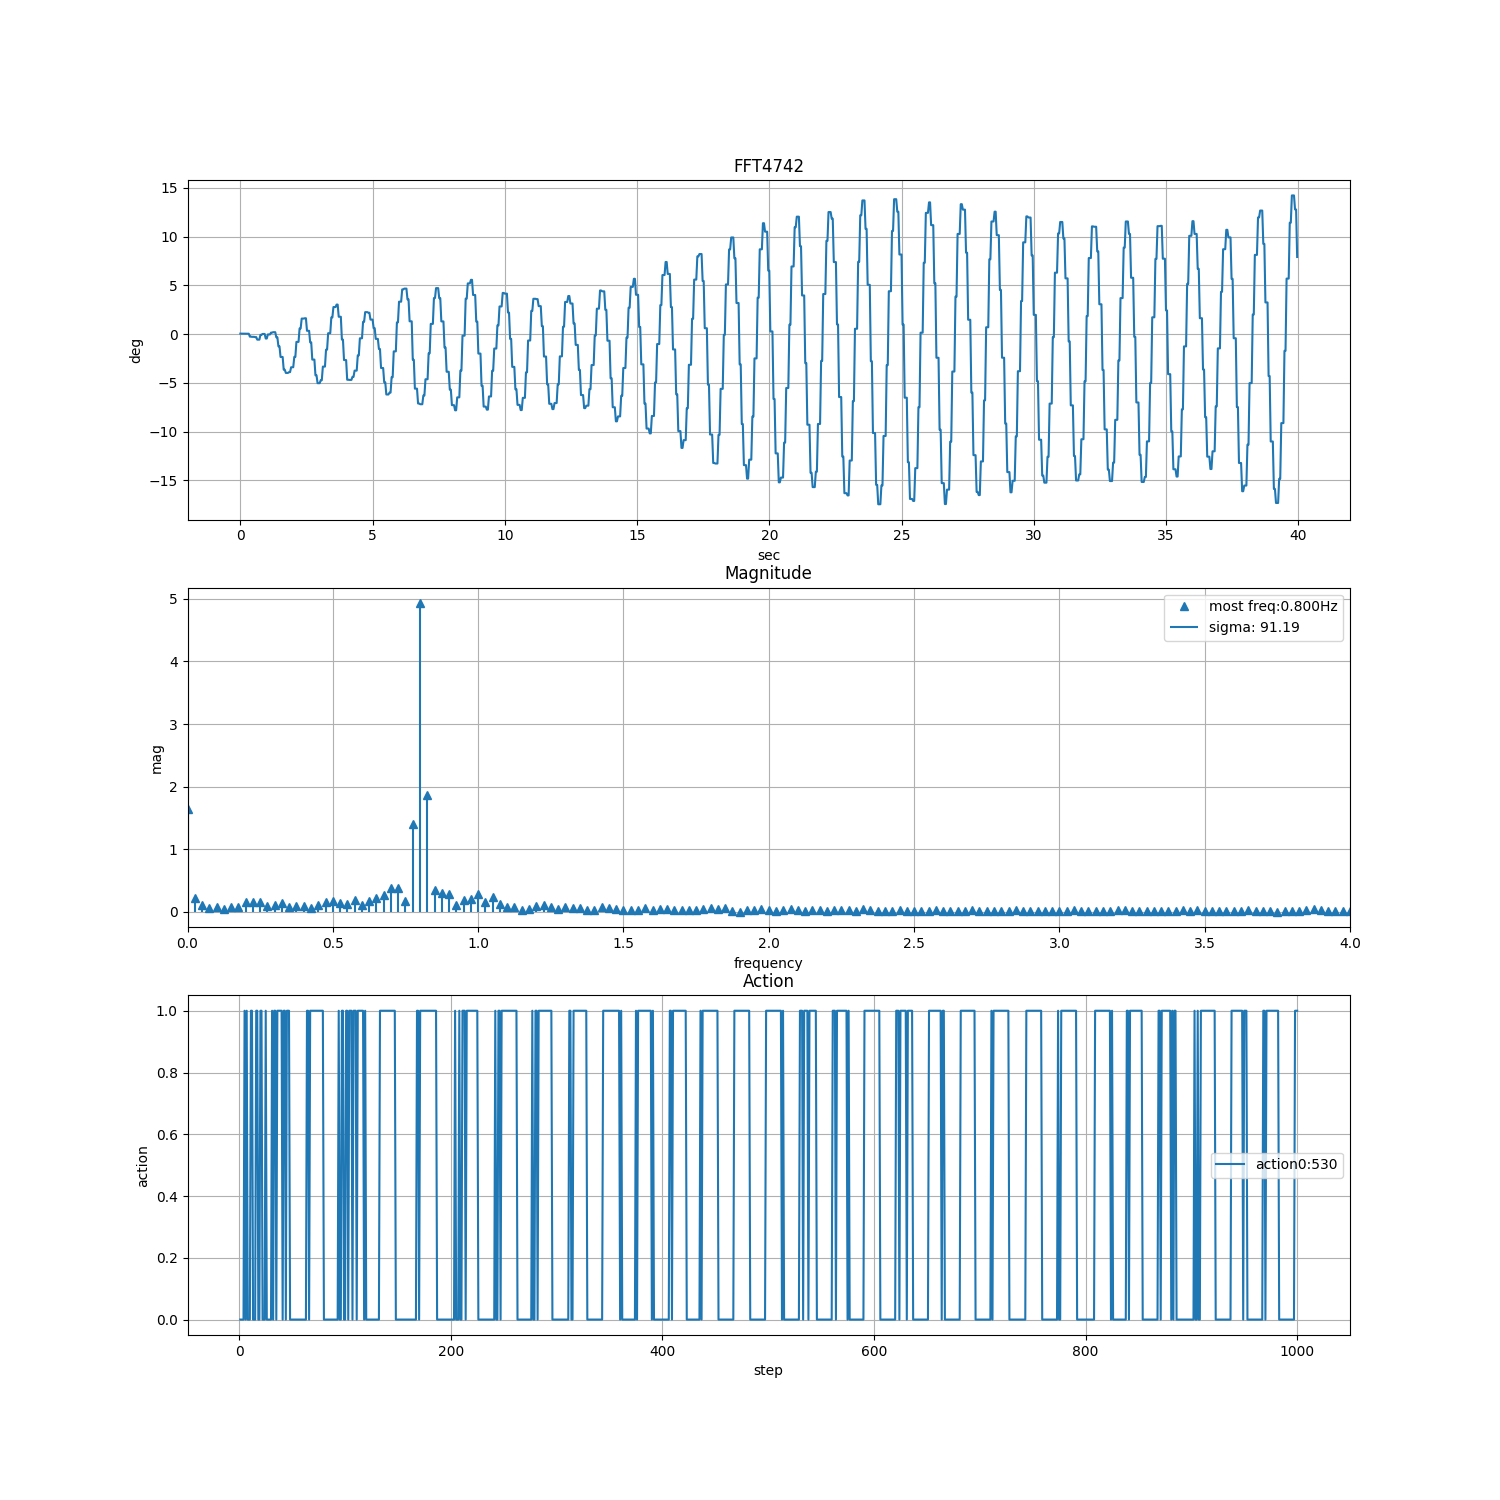 FFT4742
15
10
5
0
−5
−10
−15
deg
0 5 10 15 20 25 30 35 40
sec
Magnitude
5
4
3
2
1
0
mag
most freq:0.800Hz
sigma: 91.19
0.0 0.5 1.0 1.5 2.0 2.5 3.0 3.5 4.0
frequency
Action
1.0
0.8
0.6
0.4
0.2
0.0
action
action0:530
0 200 400 600 800 1000
step